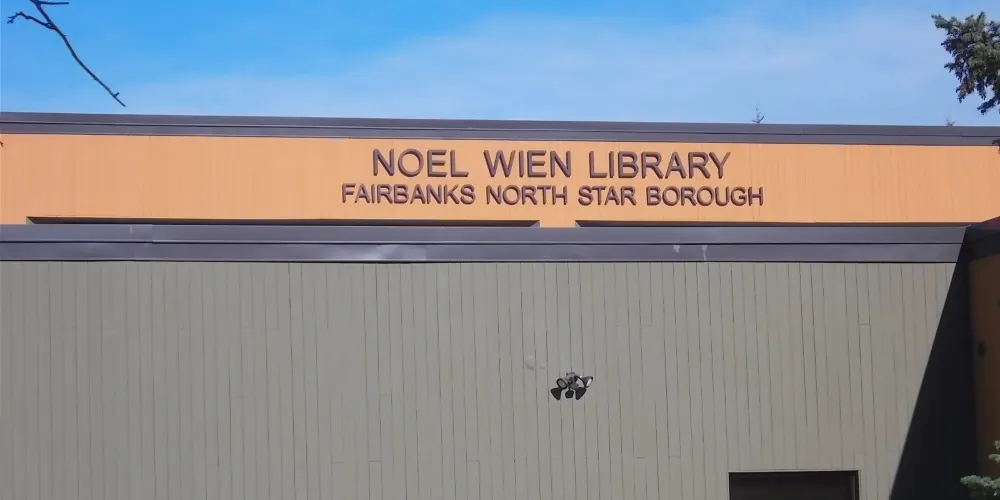 NOEL WIEN LIBRARY
FAIRBANKS NORTH STAR BOROUGH